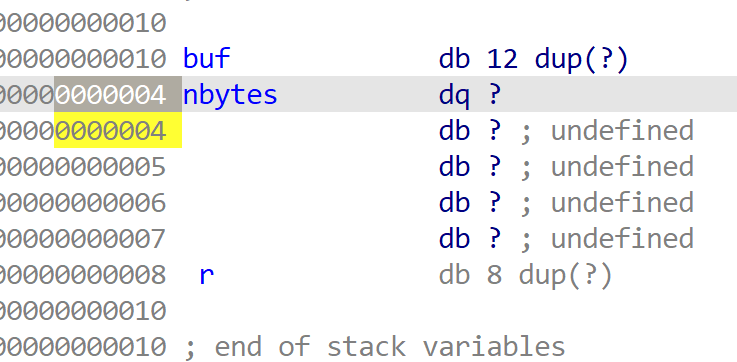 00000000010
00000000010 buf db 12 dup(?)
00000000004 nbytes dq ?
00000000004 db ? ; undefined
00000000005 db ? ; undefined
00000000006 db ? ; undefined
00000000007 db ? ; undefined
00000000008 r db 8 dup(?)
00000000010
00000000010 ; end of stack variables